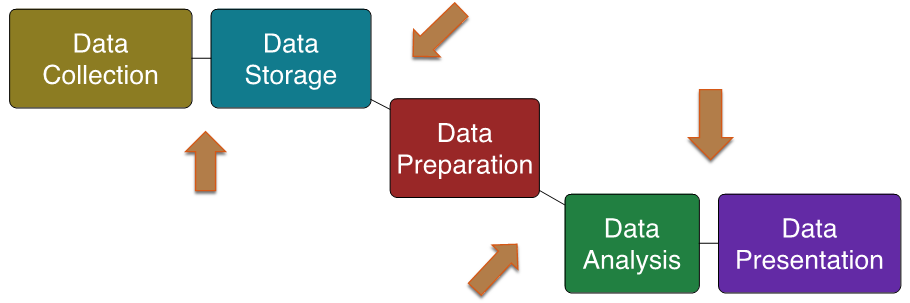 Data
Collection
Data
Storage
Data
Preparation
Data
Analysis
Data
Presentation